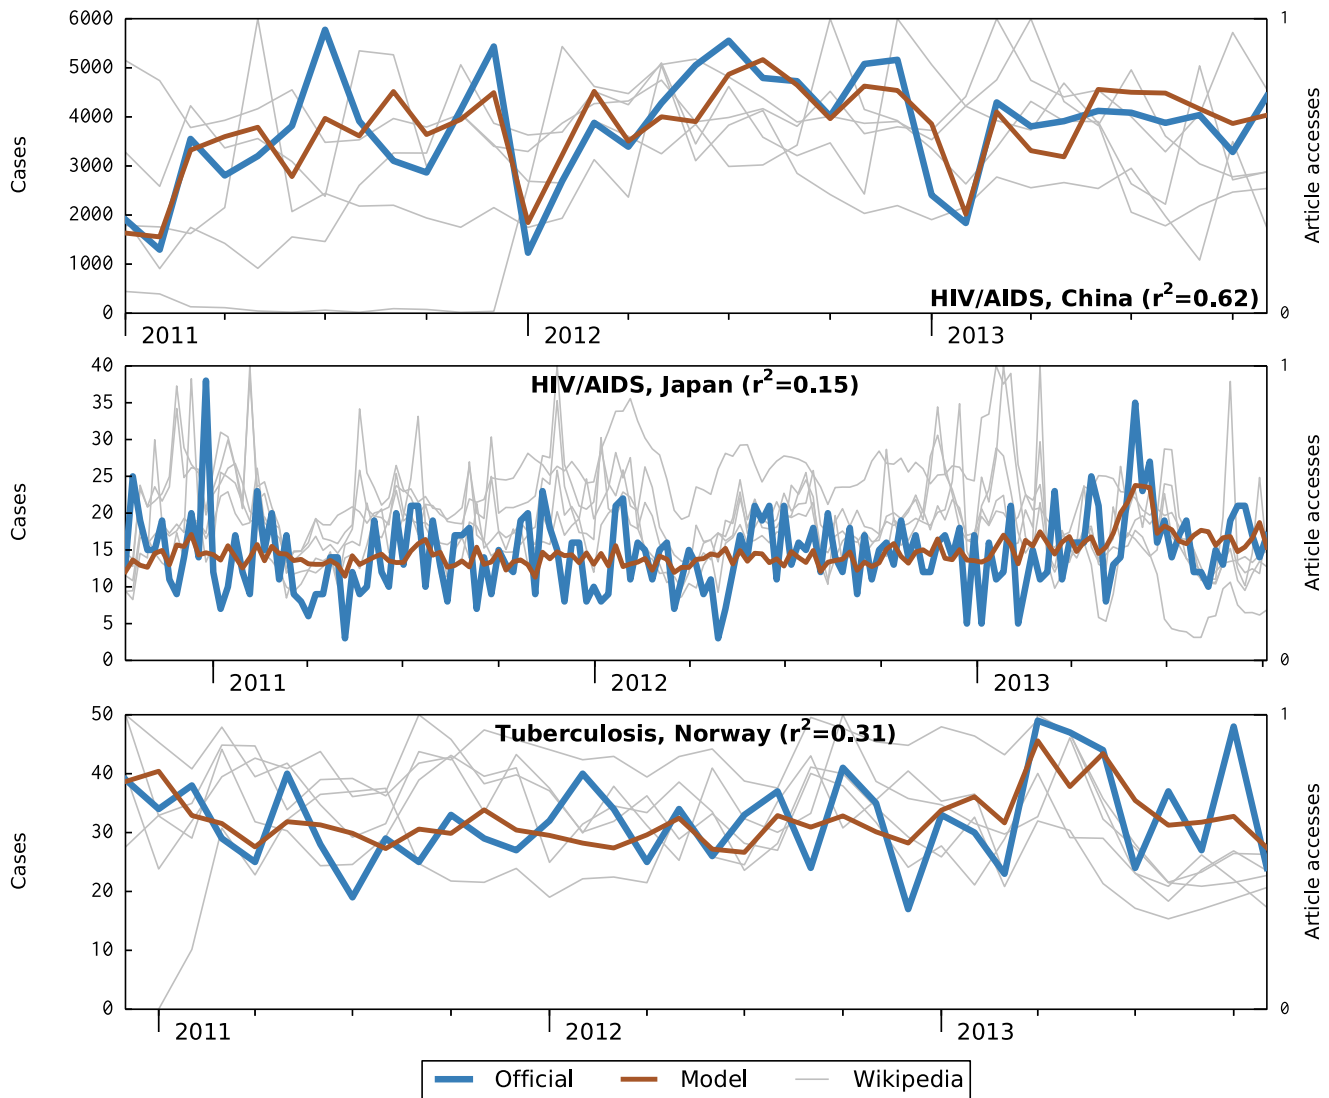 6000
5000
4000
3000
2000
1000
0
Cases
1
0
Article accesses
HIV/AIDS, China (r²=0.62)
2011 2012 2013
40
35
30
25
20
15
10
5
0
Cases
1
0
Article accesses
HIV/AIDS, Japan (r²=0.15)
2011 2012 2013
50
40
30
20
10
0
Cases
1
0
Article accesses
Tuberculosis, Norway (r²=0.31)
2011 2012 2013
Official Model Wikipedia